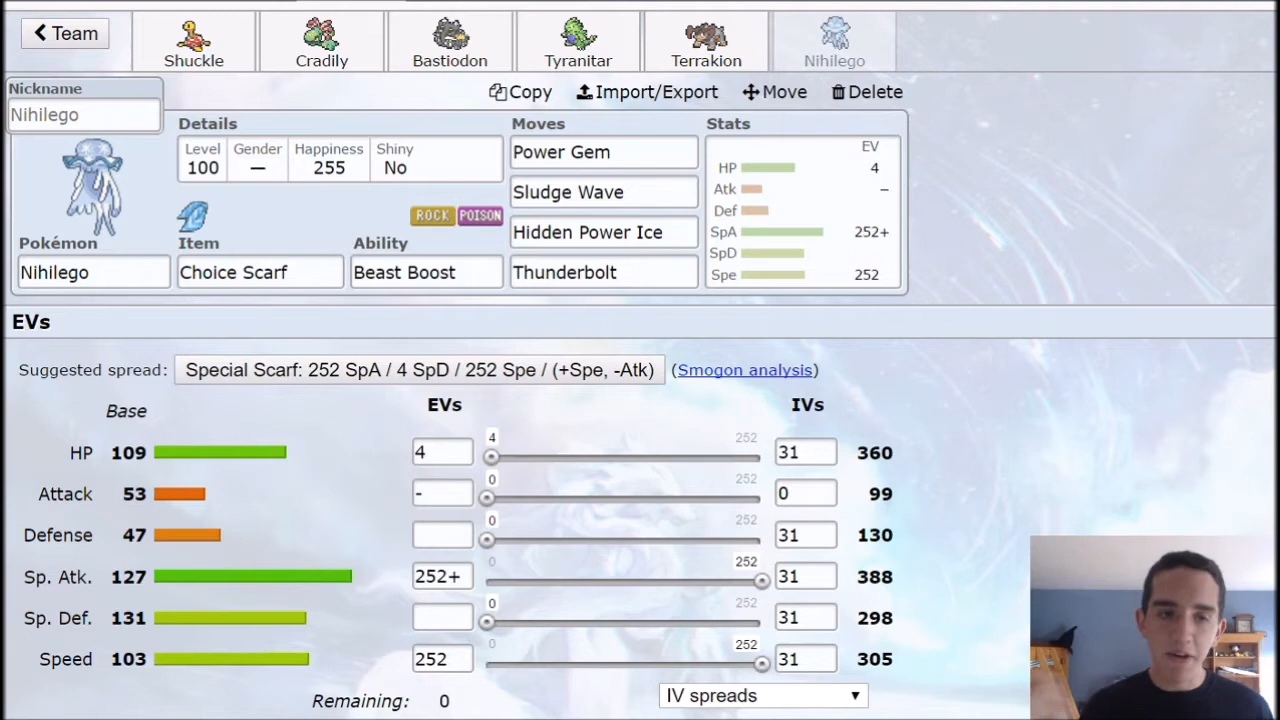 Team
Shuckle
Cradily
Bastiodon
Tyranitar
Terrakion
Nihilego
Nickname
Nihilego
Copy
Import/Export
Move
Delete
Details
Level
100
Gender
—
Happiness
255
Shiny
No
ROCK
POISON
Pokémon
Nihilego
Item
Choice Scarf
Ability
Beast Boost
Moves
Power Gem
Sludge Wave
Hidden Power Ice
Thunderbolt
Stats
EV
HP 4
Atk –
Def
SpA 252+
SpD
Spe 252
EVs
Suggested spread: Special Scarf: 252 SpA / 4 SpD / 252 Spe / (+Spe, -Atk) (Smogon analysis)
Base EVs IVs
HP 109 4 4 252 31 360
Attack 53 - 0 252 0 99
Defense 47 0 252 31 130
Sp. Atk. 127 252+ 0 252 31 388
Sp. Def. 131 0 252 31 298
Speed 103 252 0 252 31 305
Remaining: 0
IV spreads